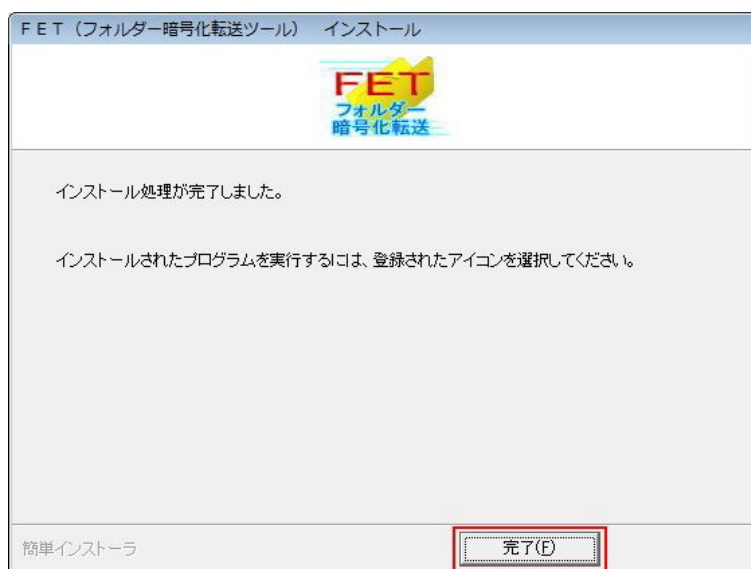 ＦＥＴ（フォルダー暗号化転送ツール）　インストール
FET
フォルダー
暗号化転送
インストール処理が完了しました。
インストールされたプログラムを実行するには、登録されたアイコンを選択してください。
簡単インストーラ
完了(F)